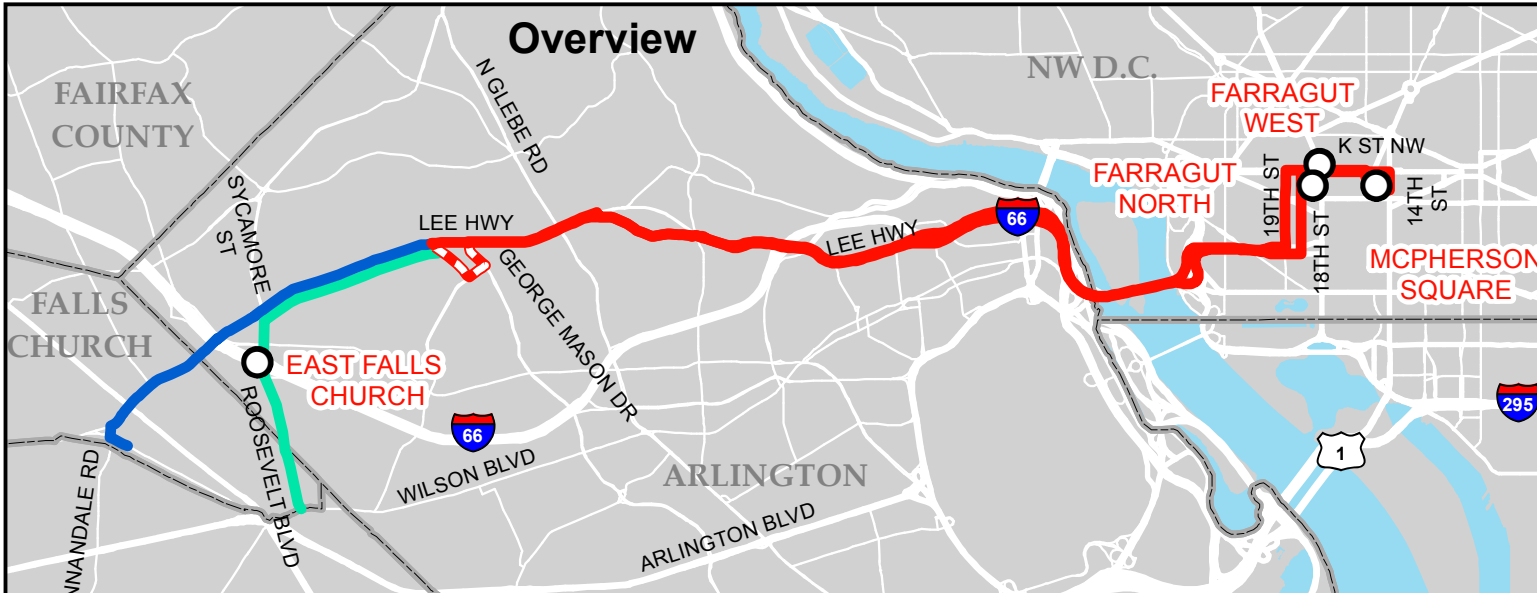 Overview
FAIRFAX
COUNTY
N GLEBE RD
NW D.C.
FARRAGUT
WEST
K ST NW
FARRAGUT
NORTH
19TH ST
18TH ST
14TH
ST
SYCAMORE
ST
LEE HWY
LEE HWY
66
MCPHERSON
SQUARE
GEORGE MASON DR
FALLS
CHURCH
EAST FALLS
CHURCH
ROOSEVELT BLVD
66
295
1
NNANDALE RD
WILSON BLVD
ARLINGTON
ARLINGTON BLVD